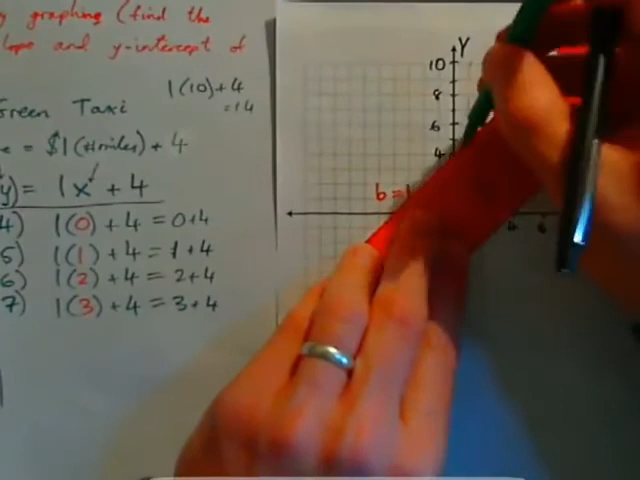 graphing (find the
slope and y-intercept of
1(10)+4
=14
Green Taxi
= $1(#miles) + 4
y) = 1x + 4
4) 1(0) + 4 = 0+4
5) 1(1) + 4 = 1+4
6) 1(2) + 4 = 2+4
7) 1(3) + 4 = 3+4
Y
10
8
6
4
b =
6